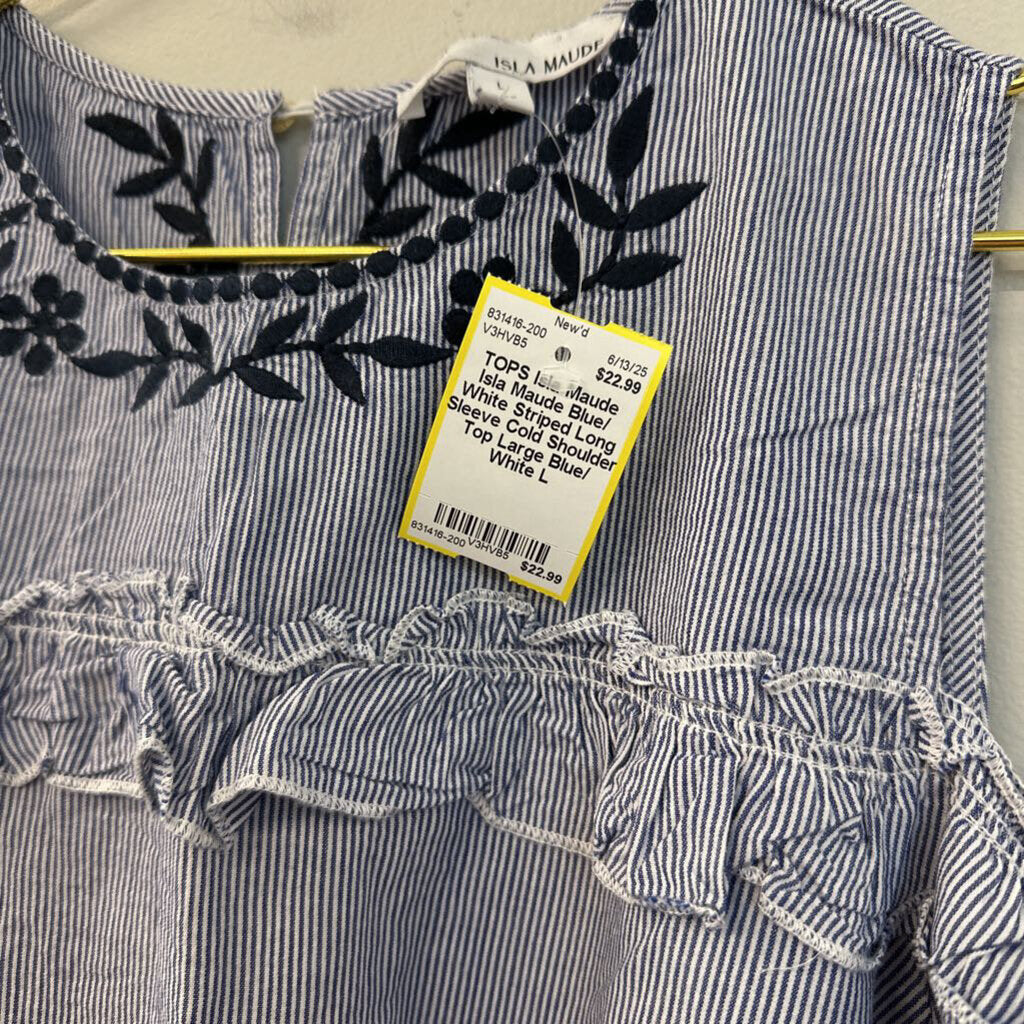 ISLA MAUDE
L
New'd
831416-200
V3HVB5
6/13/25
$22.99
TOPS Isla Maude
Isla Maude Blue/
White Striped Long
Sleeve Cold Shoulder
Top Large Blue/
White L
831416-200 V3HVB5
$22.99